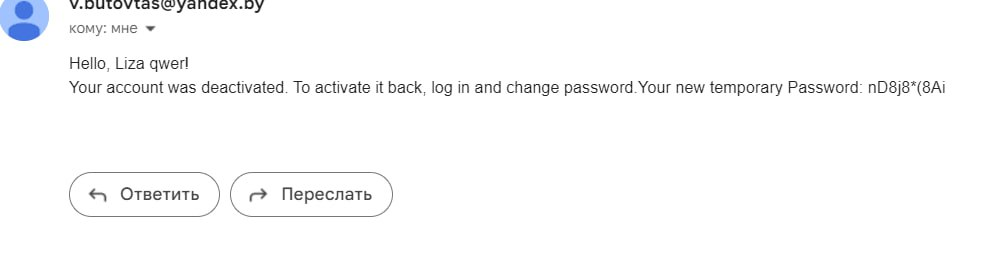 v.butovtas@yandex.by
кому: мне
Hello, Liza qwer!
Your account was deactivated. To activate it back, log in and change password.Your new temporary Password: nD8j8*(8Ai
Ответить Переслать